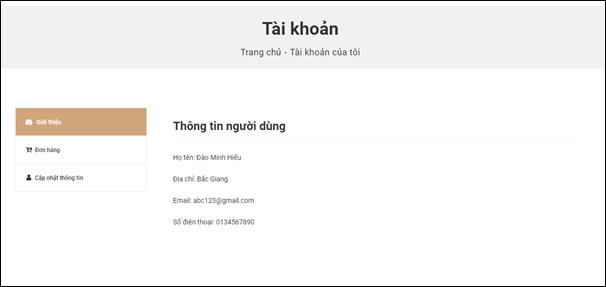 Tài khoản
Trang chủ - Tài khoản của tôi
Giới thiệu
Thông tin người dùng
Đơn hàng
Họ tên: Đào Minh Hiếu
Cập nhật thông tin
Địa chỉ: Bắc Giang
Email: abc123@gmail.com
Số điện thoại: 0134567890